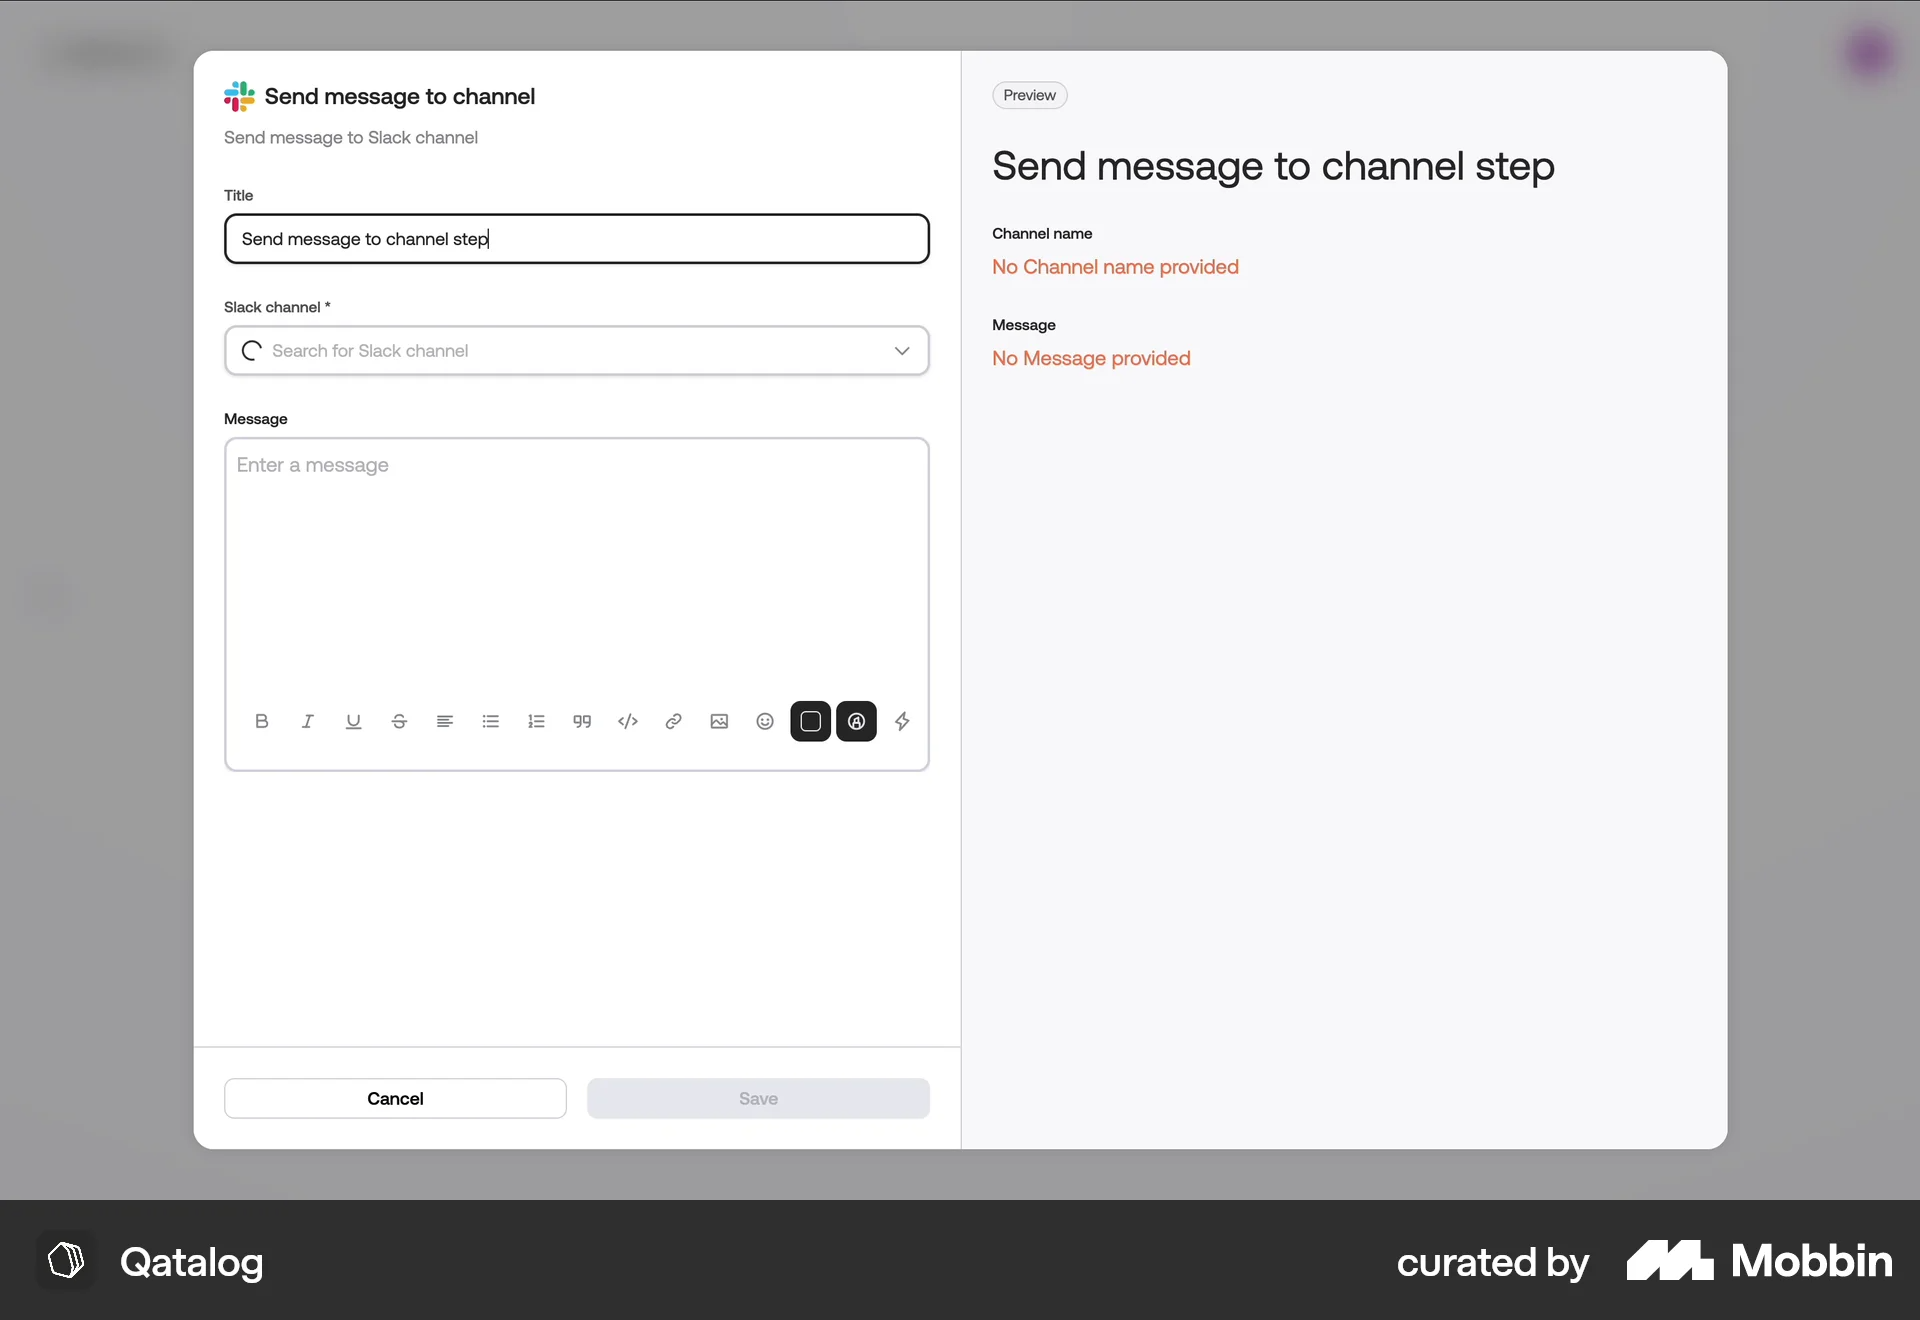 Send message to channel
Send message to Slack channel
Title
Send message to channel step
Slack channel *
Search for Slack channel
Message
Enter a message
Cancel
Save
Preview
Send message to channel step
Channel name
No Channel name provided
Message
No Message provided
Qatalog
curated by
Mobbin